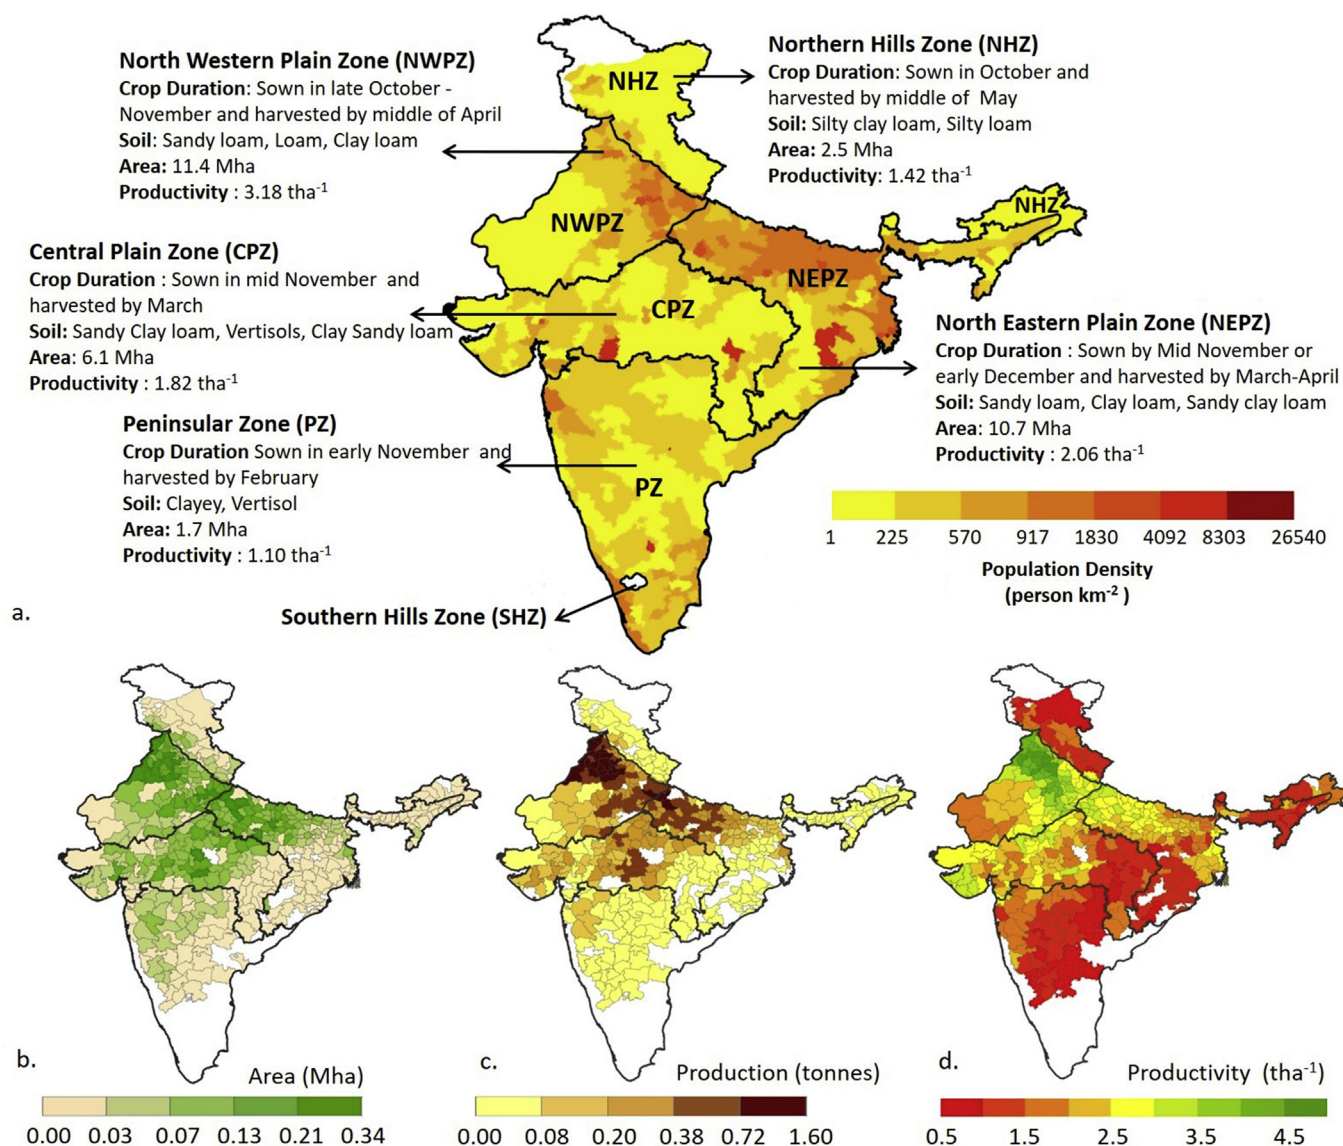 North Western Plain Zone (NWPZ)
Crop Duration: Sown in late October -
November and harvested by middle of April
Soil: Sandy loam, Loam, Clay loam
Area: 11.4 Mha
Productivity : 3.18 tha⁻¹
Northern Hills Zone (NHZ)
Crop Duration: Sown in October and
harvested by middle of May
Soil: Silty clay loam, Silty loam
Area: 2.5 Mha
Productivity: 1.42 tha⁻¹
Central Plain Zone (CPZ)
Crop Duration : Sown in mid November and
harvested by March
Soil: Sandy Clay loam, Vertisols, Clay Sandy loam
Area: 6.1 Mha
Productivity : 1.82 tha⁻¹
North Eastern Plain Zone (NEPZ)
Crop Duration : Sown by Mid November or
early December and harvested by March-April
Soil: Sandy loam, Clay loam, Sandy clay loam
Area: 10.7 Mha
Productivity : 2.06 tha⁻¹
Peninsular Zone (PZ)
Crop Duration Sown in early November and
harvested by February
Soil: Clayey, Vertisol
Area: 1.7 Mha
Productivity : 1.10 tha⁻¹
Southern Hills Zone (SHZ)
NHZ
NHZ
NWPZ
NEPZ
CPZ
PZ
1 225 570 917 1830 4092 8303 26540
Population Density
(person km⁻² )
a.
b.
Area (Mha)
0.00 0.03 0.07 0.13 0.21 0.34
c.
Production (tonnes)
0.00 0.08 0.20 0.38 0.72 1.60
d.
Productivity (tha⁻¹)
0.5 1.5 2.5 3.5 4.5